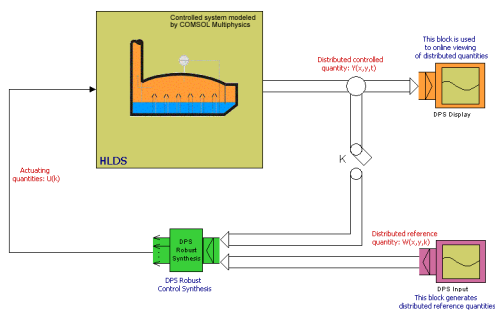 Controlled system modeled
by COMSOL Multiphysics
HLDS
Distributed controlled
quantity: Y(x,y,t)
This block is used
to online viewing
of distributed quantities
DPS Display
K
Actuating
quantities: U(k)
Distributed reference
quantity: W(x,y,k)
DPS
Robust
Synthesis
DPS Robust
Control Synthesis
DPS Input
This block generates
distributed reference quantities